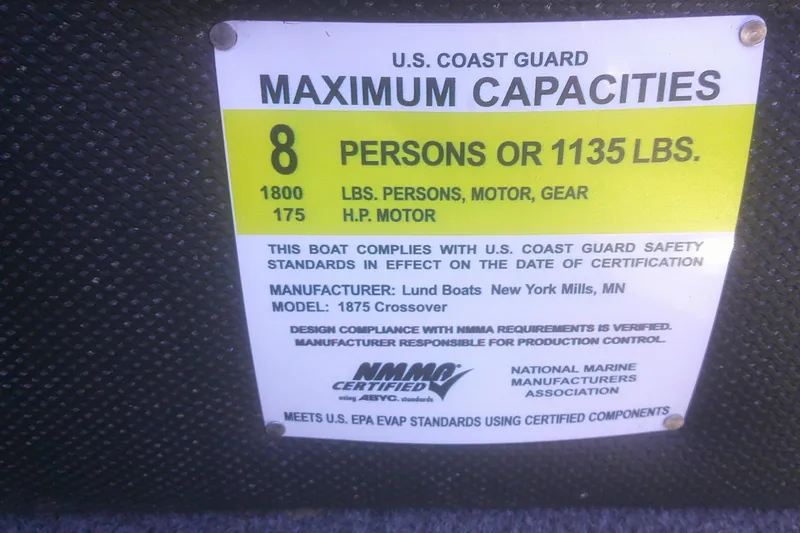 U.S. COAST GUARD
MAXIMUM CAPACITIES
8 PERSONS OR 1135 LBS.
1800 LBS. PERSONS, MOTOR, GEAR
175 H.P. MOTOR
THIS BOAT COMPLIES WITH U.S. COAST GUARD SAFETY
STANDARDS IN EFFECT ON THE DATE OF CERTIFICATION
MANUFACTURER: Lund Boats New York Mills, MN
MODEL: 1875 Crossover
DESIGN COMPLIANCE WITH NMMA REQUIREMENTS IS VERIFIED.
MANUFACTURER RESPONSIBLE FOR PRODUCTION CONTROL.
NMMA
CERTIFIED
using ABYC. standards
NATIONAL MARINE
MANUFACTURERS
ASSOCIATION
MEETS U.S. EPA EVAP STANDARDS USING CERTIFIED COMPONENTS